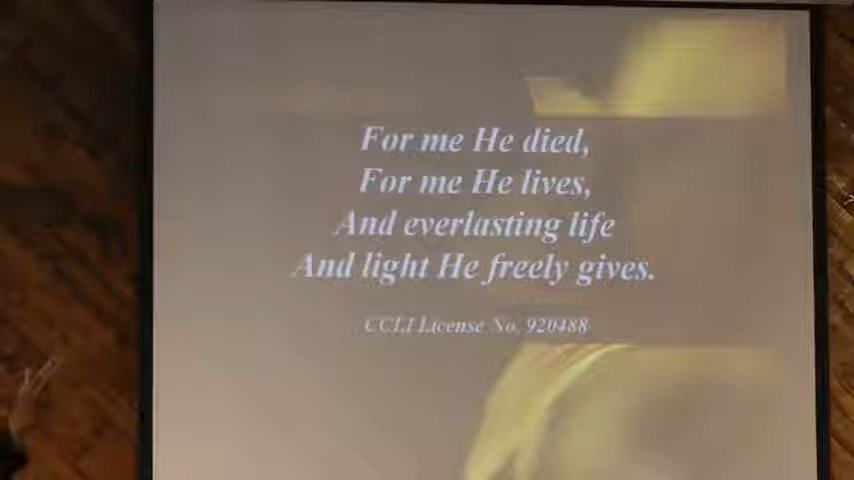 For me He died,
For me He lives,
And everlasting life
And light He freely gives.
CCLI License No. 920488